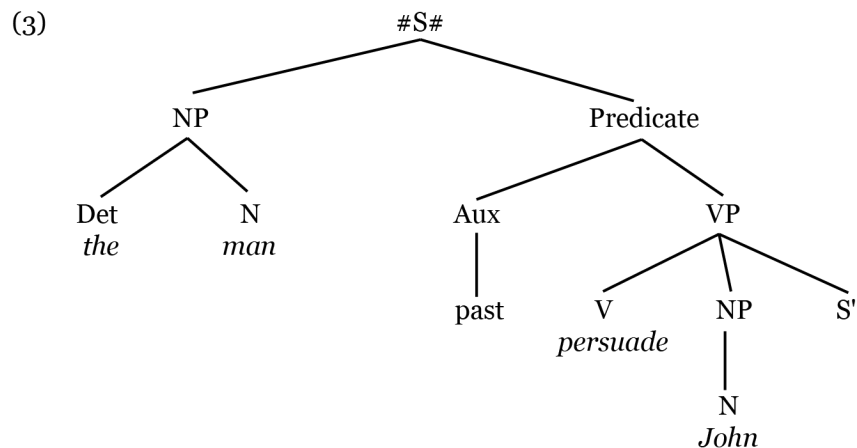 (3) #S#
NP Predicate
Det N Aux VP
the man
past V NP S'
persuade
N
John